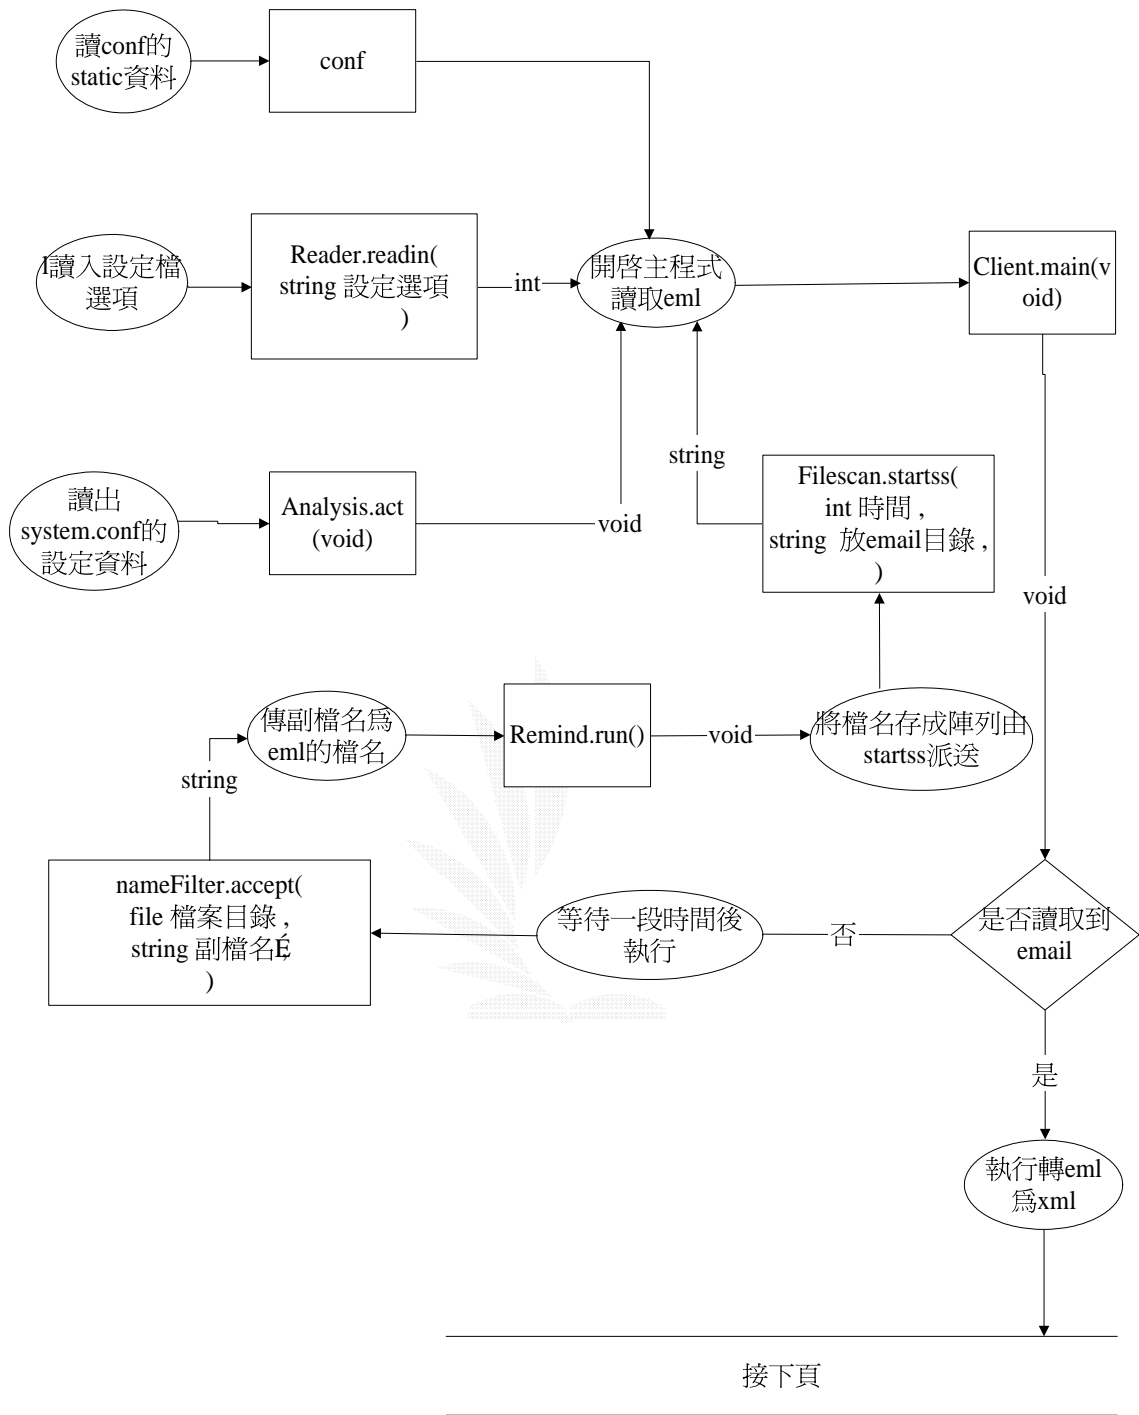 讀conf的
static資料
conf
I讀入設定檔
選項
Reader.readin(
string 設定選項
)
int
開啓主程式
讀取eml
Client.main(v
oid)
讀出
system.conf的
設定資料
Analysis.act
(void)
void
string
Filescan.startss(
int 時間 ,
string 放email目錄 ,
)
void
傳副檔名爲
eml的檔名
Remind.run()
void
將檔名存成陣列由
startss派送
string
nameFilter.accept(
file 檔案目錄 ,
string 副檔名
)
等待一段時間後
執行
否
是否讀取到
email
是
執行轉eml
爲xml
接下頁